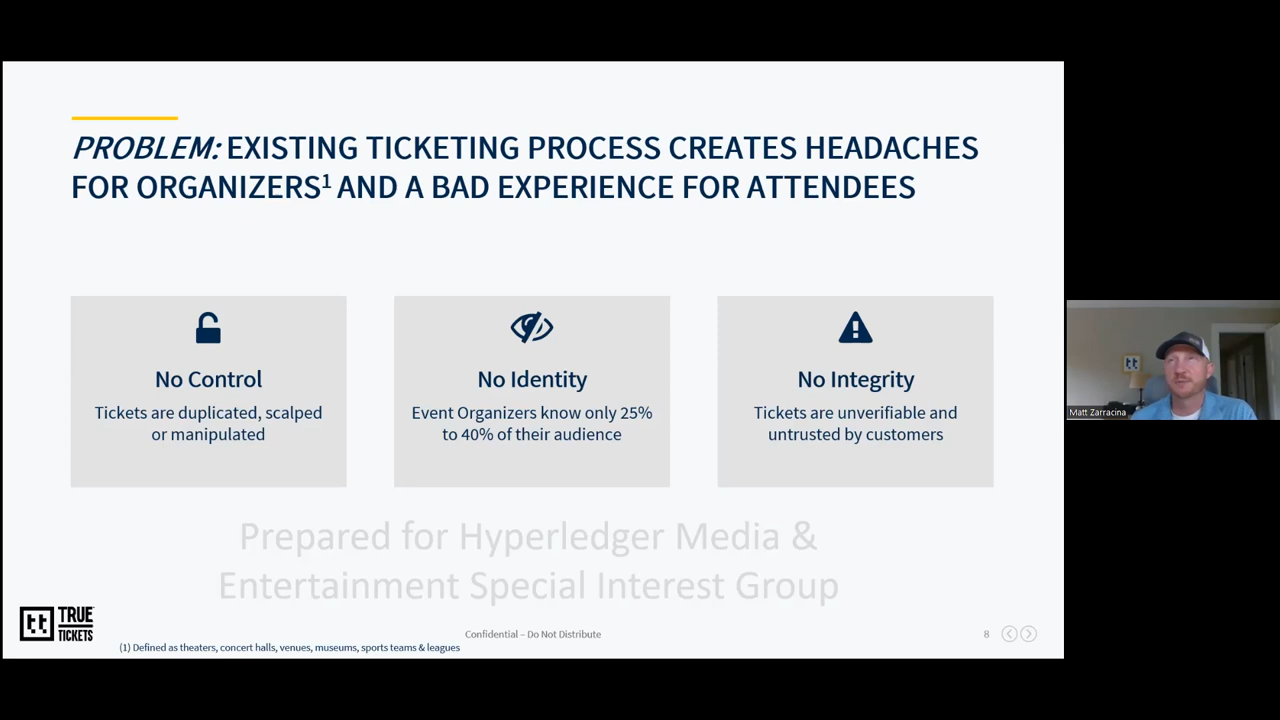 PROBLEM: EXISTING TICKETING PROCESS CREATES HEADACHES
FOR ORGANIZERS¹ AND A BAD EXPERIENCE FOR ATTENDEES
No Control
Tickets are duplicated, scalped
or manipulated
No Identity
Event Organizers know only 25%
to 40% of their audience
No Integrity
Tickets are unverifiable and
untrusted by customers
Matt Zarracina
Prepared for Hyperledger Media &
Entertainment Special Interest Group
tt TRUE
TICKETS
Confidential – Do Not Distribute
8
(1) Defined as theaters, concert halls, venues, museums, sports teams & leagues